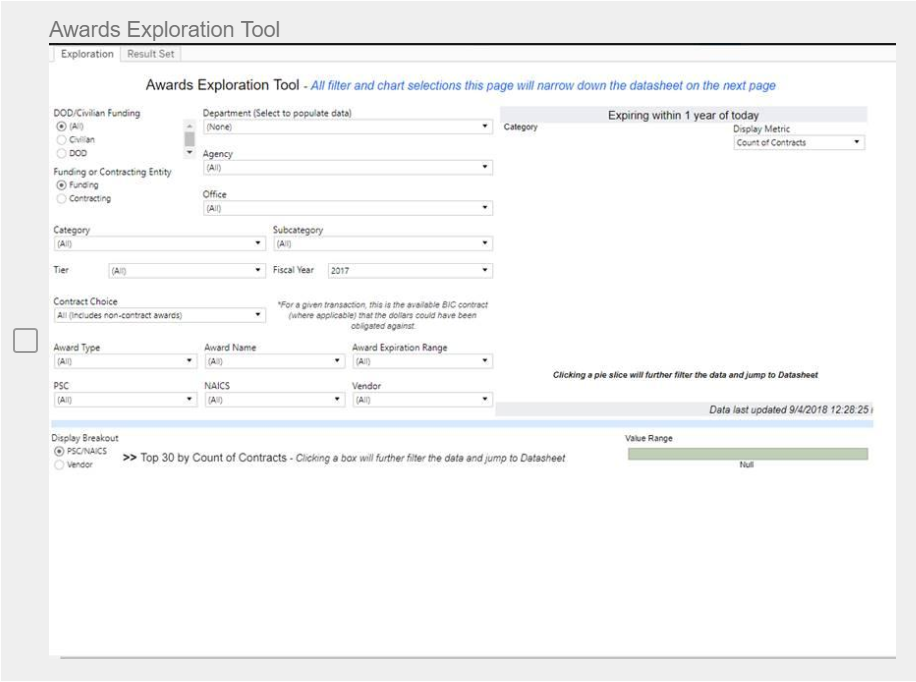 Awards Exploration Tool
Exploration Result Set
Awards Exploration Tool - All filter and chart selections this page will narrow down the datasheet on the next page
DOD/Civilian Funding
(All)
Civilian
DOD
Funding or Contracting Entity
Funding
Contracting
Department (Select to populate data)
(None)
Agency
(All)
Office
(All)
Expiring within 1 year of today
Category
Display Metric
Count of Contracts
Category
(All)
Subcategory
(All)
Tier (All)
Fiscal Year 2017
Contract Choice
All (Includes non-contract awards)
*For a given transaction, this is the available BIC contract
(where applicable) that the dollars could have been
obligated against.
Award Type
(All)
Award Name
(All)
Award Expiration Range
(All)
PSC
(All)
NAICS
(All)
Vendor
(All)
Clicking a pie slice will further filter the data and jump to Datasheet
Data last updated 9/4/2018 12:28:25
Display Breakout
PSC/NAICS
Vendor
>> Top 30 by Count of Contracts - Clicking a box will further filter the data and jump to Datasheet
Value Range
Null